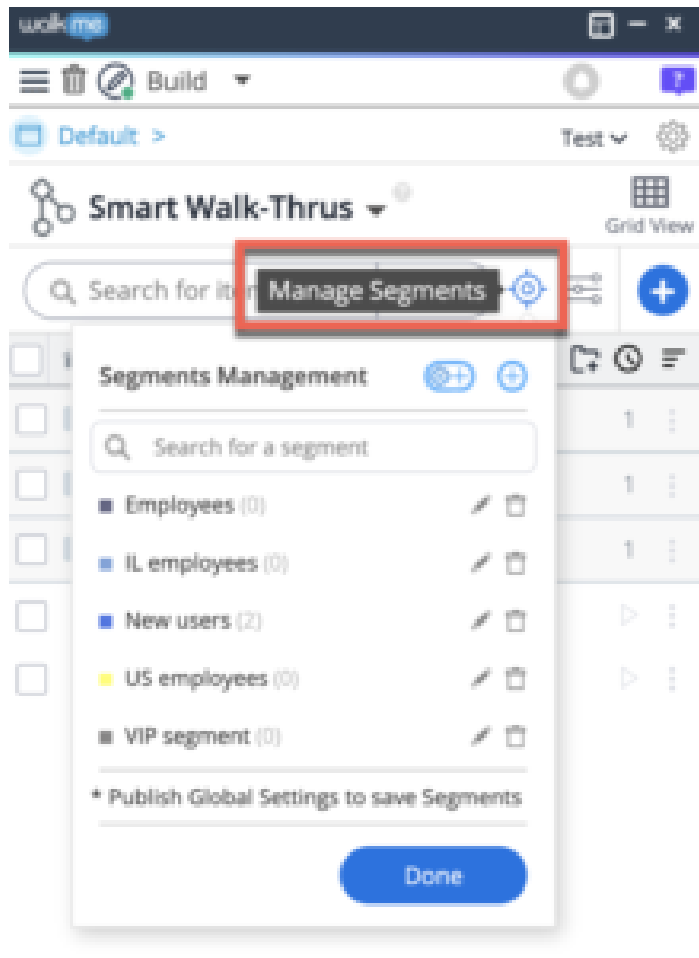 walkme
?
Build
Default >
Test
Smart Walk-Thrus
Grid View
Search for
Manage Segments
Segments Management
Search for a segment
1
Employees (0)
1
IL employees (0)
1
New users (2)
US employees (0)
VIP segment (0)
* Publish Global Settings to save Segments
Done